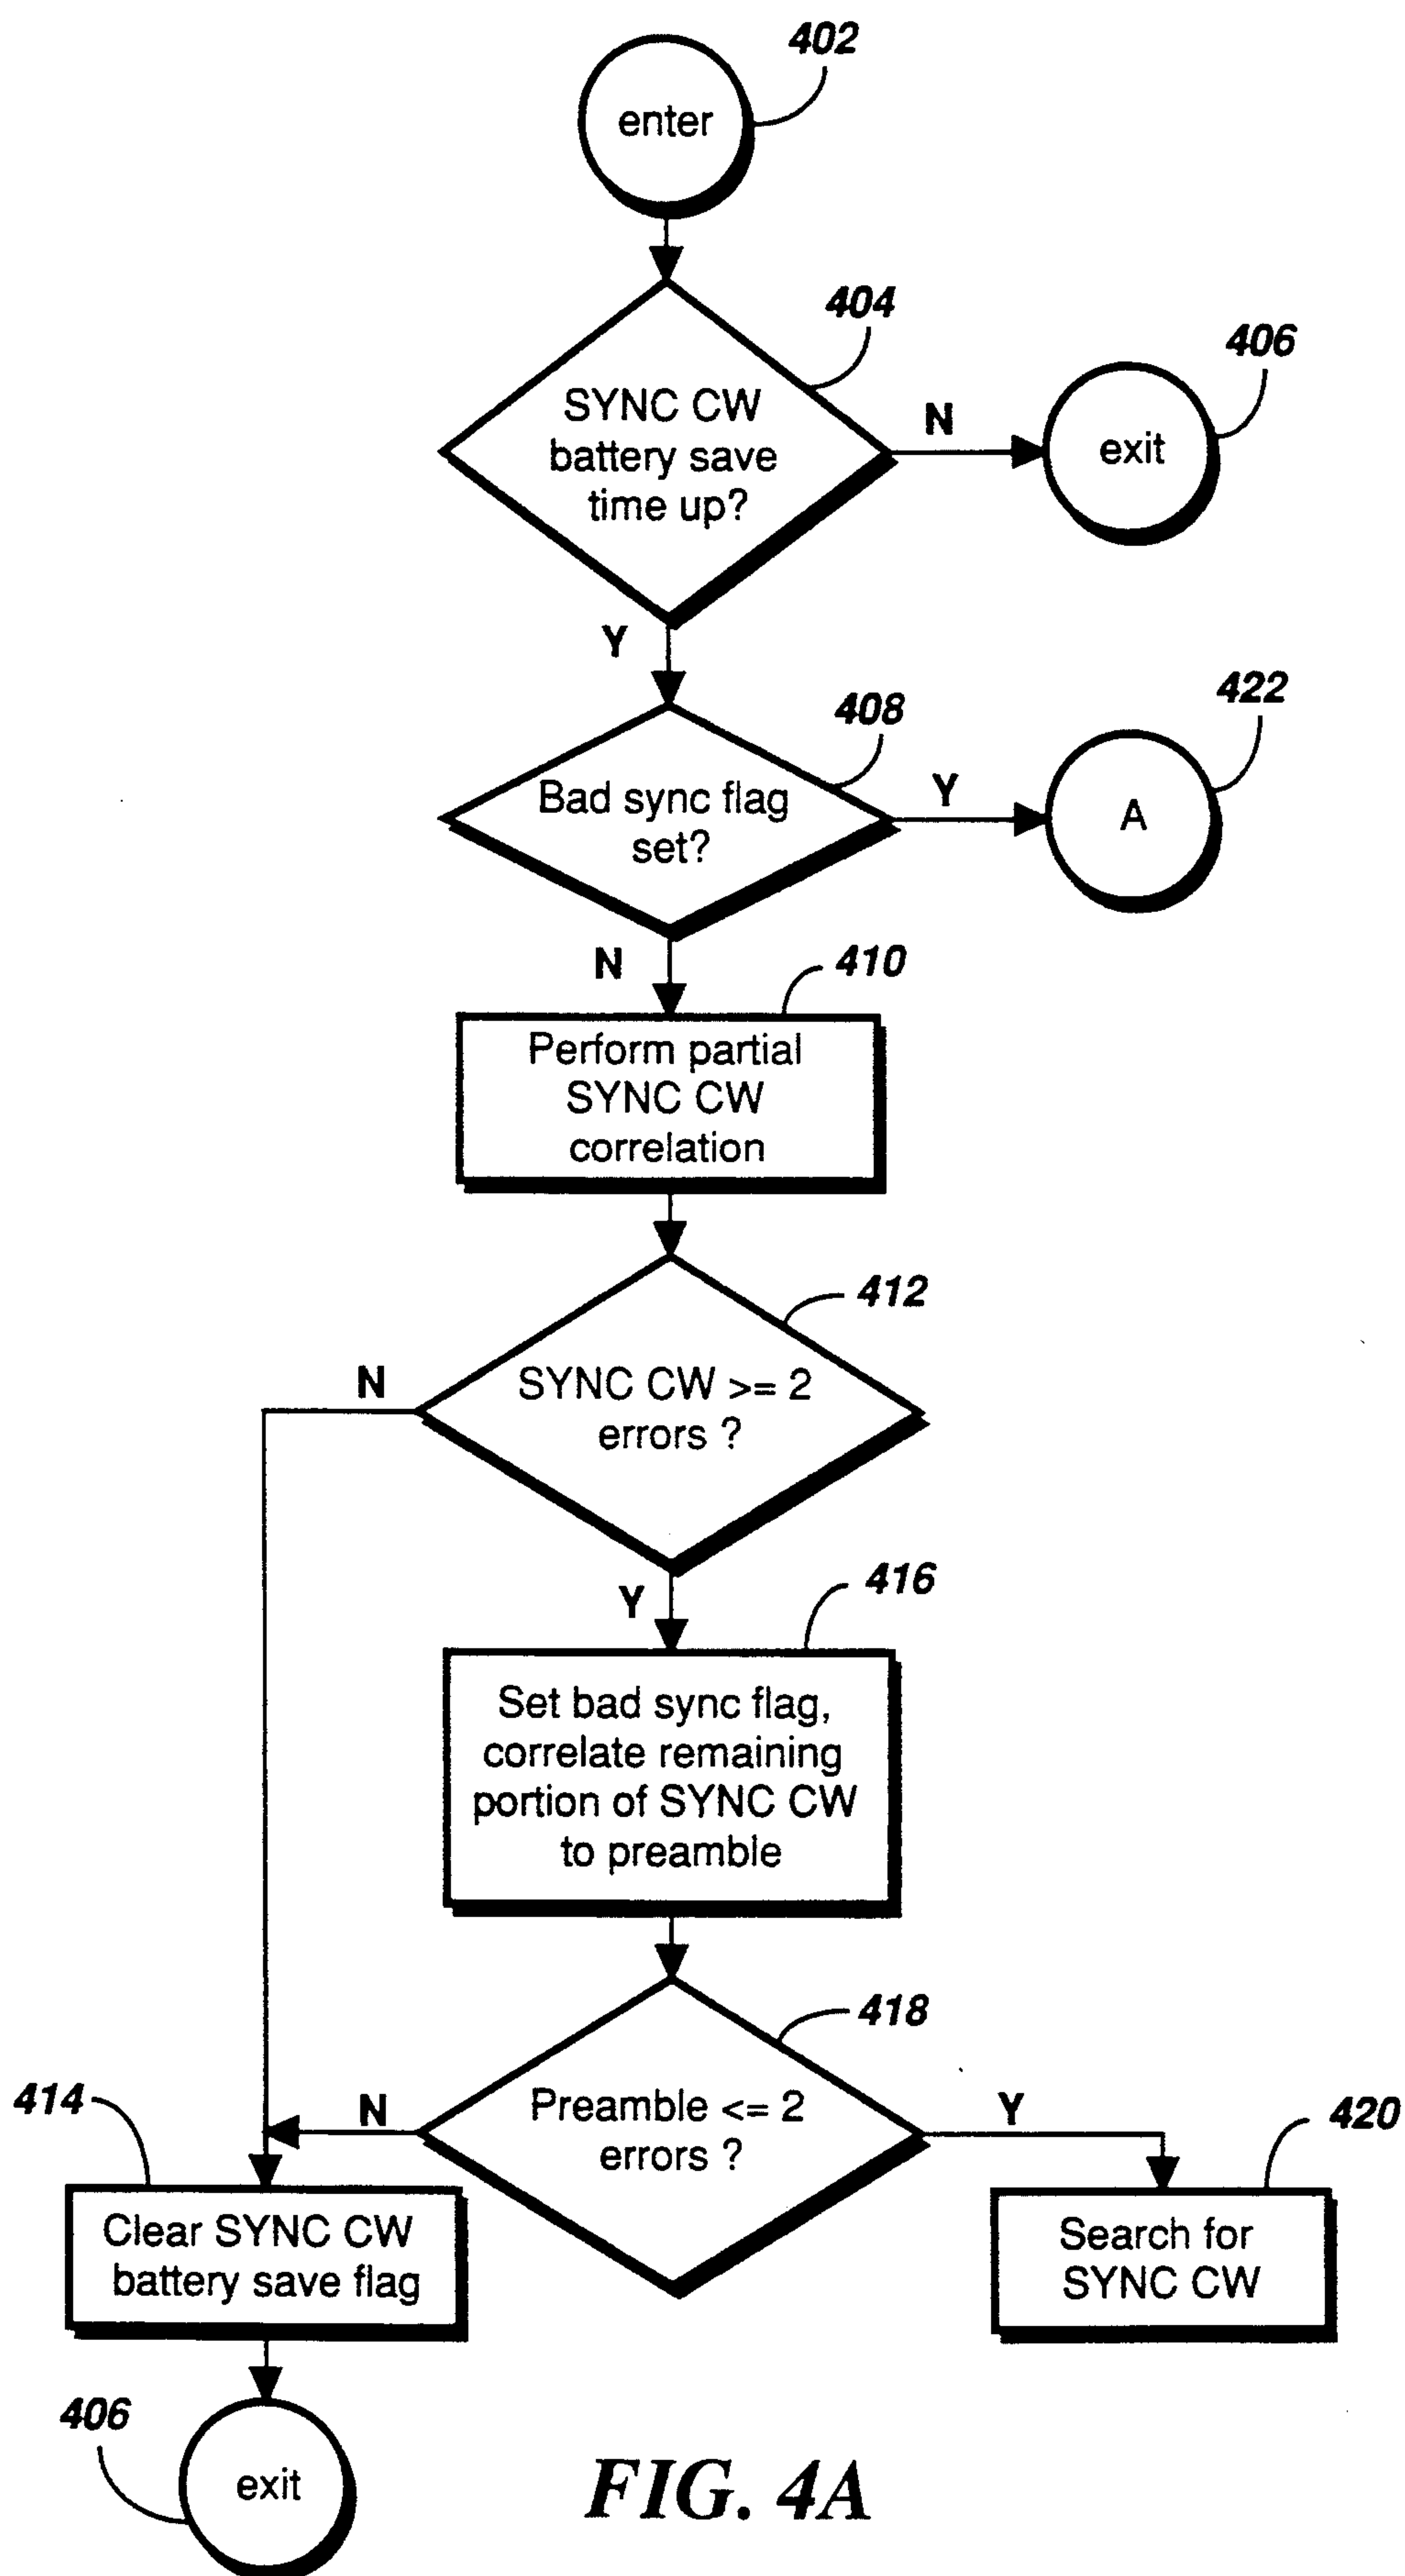 402
enter
404
SYNC CW
battery save
time up?
N
406
exit
Y
408
Bad sync flag
set?
Y
422
A
N
410
Perform partial
SYNC CW
correlation
412
SYNC CW >= 2
errors ?
N
Y
416
Set bad sync flag,
correlate remaining
portion of SYNC CW
to preamble
418
Preamble <= 2
errors ?
N
Y
414
Clear SYNC CW
battery save flag
420
Search for
SYNC CW
406
exit
FIG. 4A